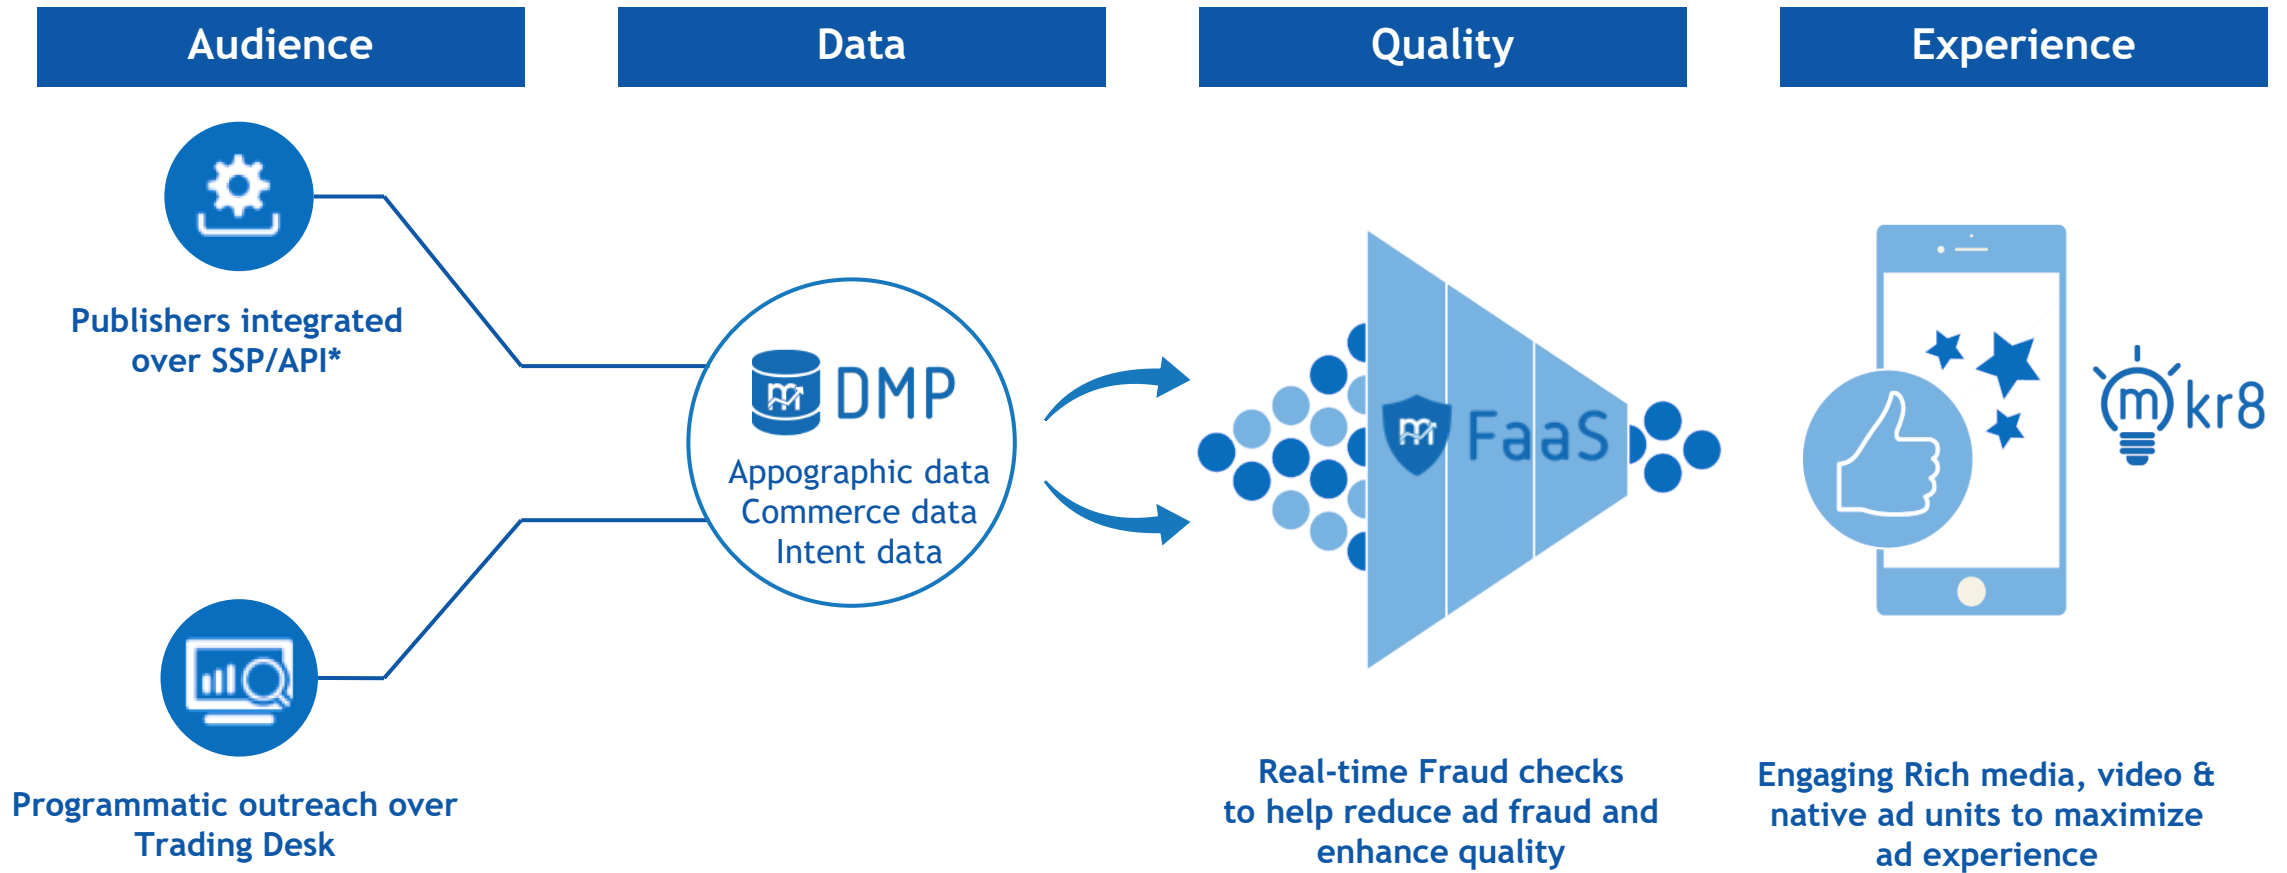 Audience
Data
Quality
Experience
Publishers integrated
over SSP/API*
Programmatic outreach over
Trading Desk
m DMP
Appographic data
Commerce data
Intent data
m FaaS
Real-time Fraud checks
to help reduce ad fraud and
enhance quality
m kr8
Engaging Rich media, video &
native ad units to maximize
ad experience